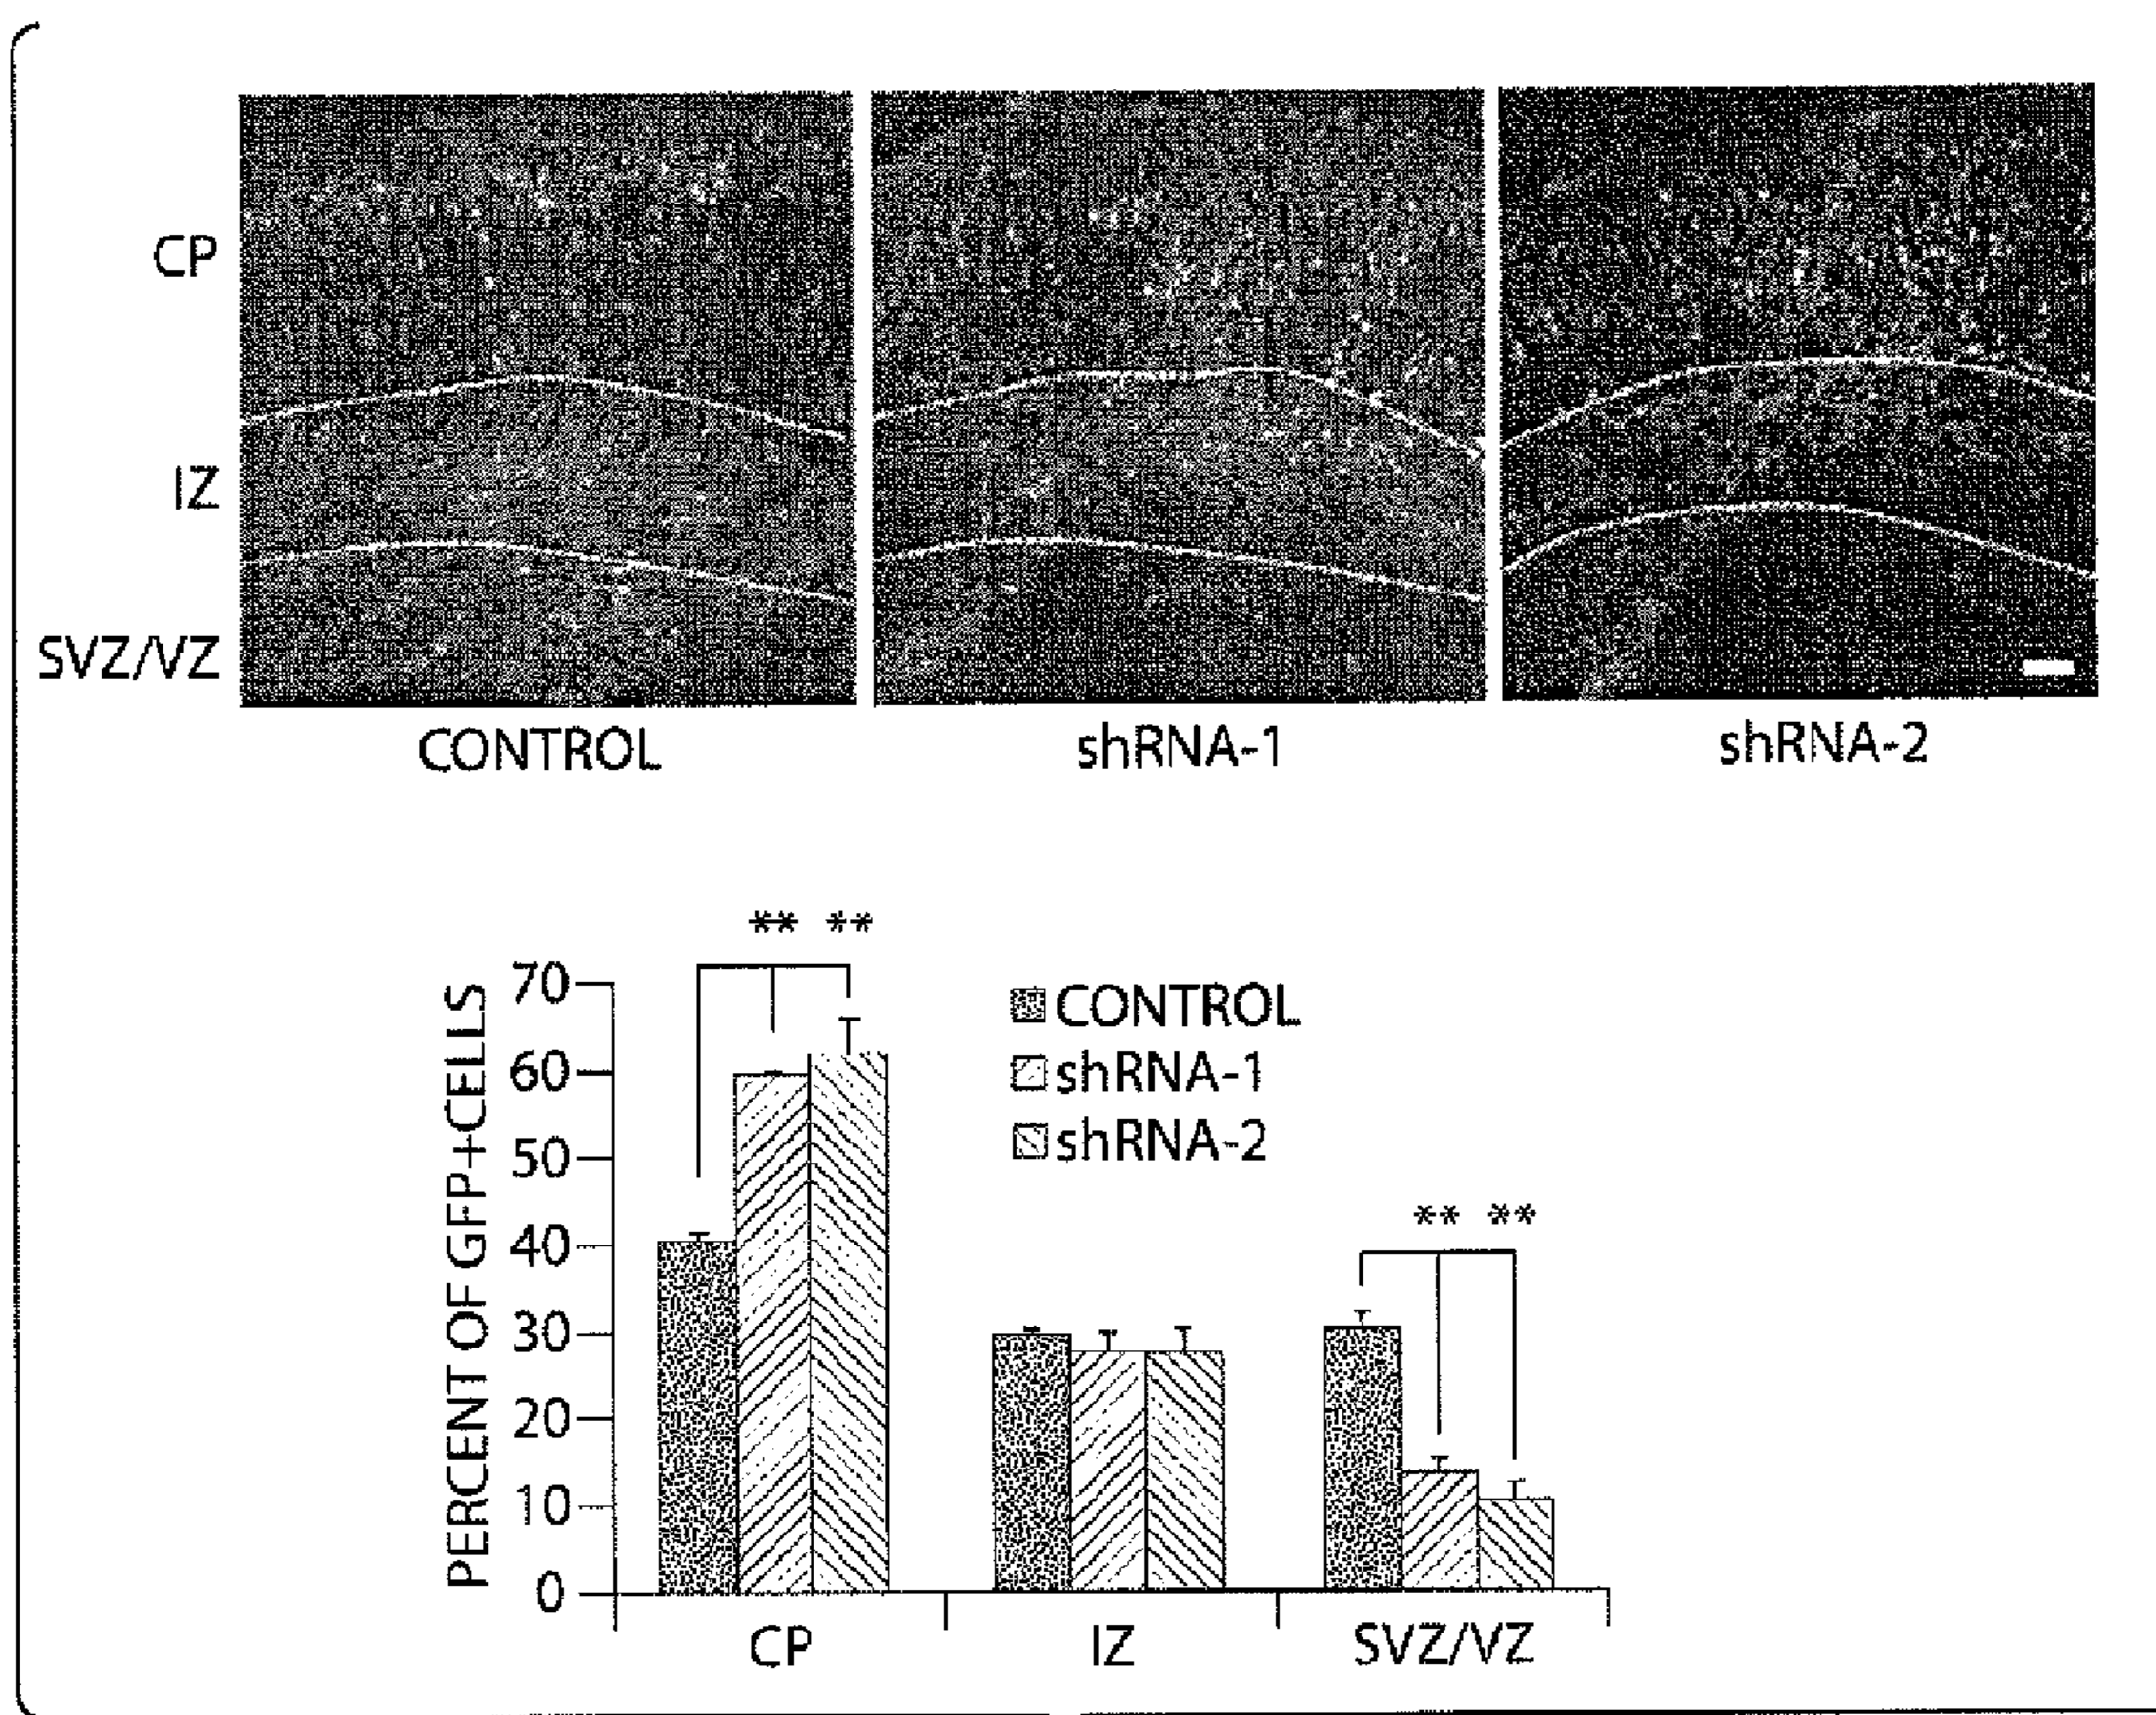 CP
IZ
SVZ/VZ
CONTROL shRNA-1 shRNA-2
** **
PERCENT OF GFP+CELLS
70
60
50
40
30
20
10
0
CONTROL
shRNA-1
shRNA-2
** **
CP IZ SVZ/VZ